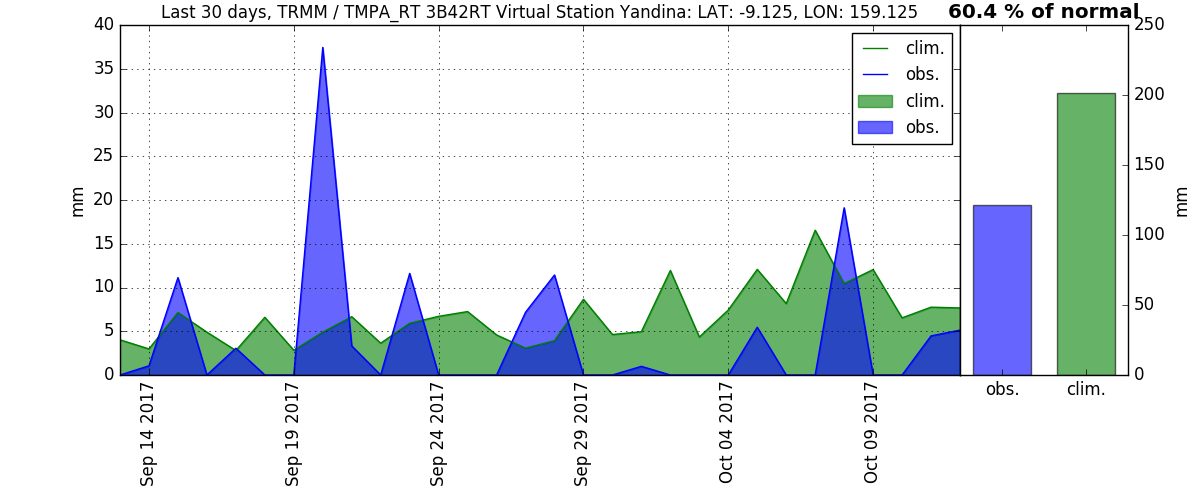 Last 30 days, TRMM / TMPA_RT 3B42RT Virtual Station Yandina: LAT: -9.125, LON: 159.125
60.4 % of normal
40
35
30
25
20
15
10
5
0
mm
clim.
obs.
clim.
obs.
Sep 14 2017
Sep 19 2017
Sep 24 2017
Sep 29 2017
Oct 04 2017
Oct 09 2017
250
200
150
100
50
0
mm
obs.
clim.